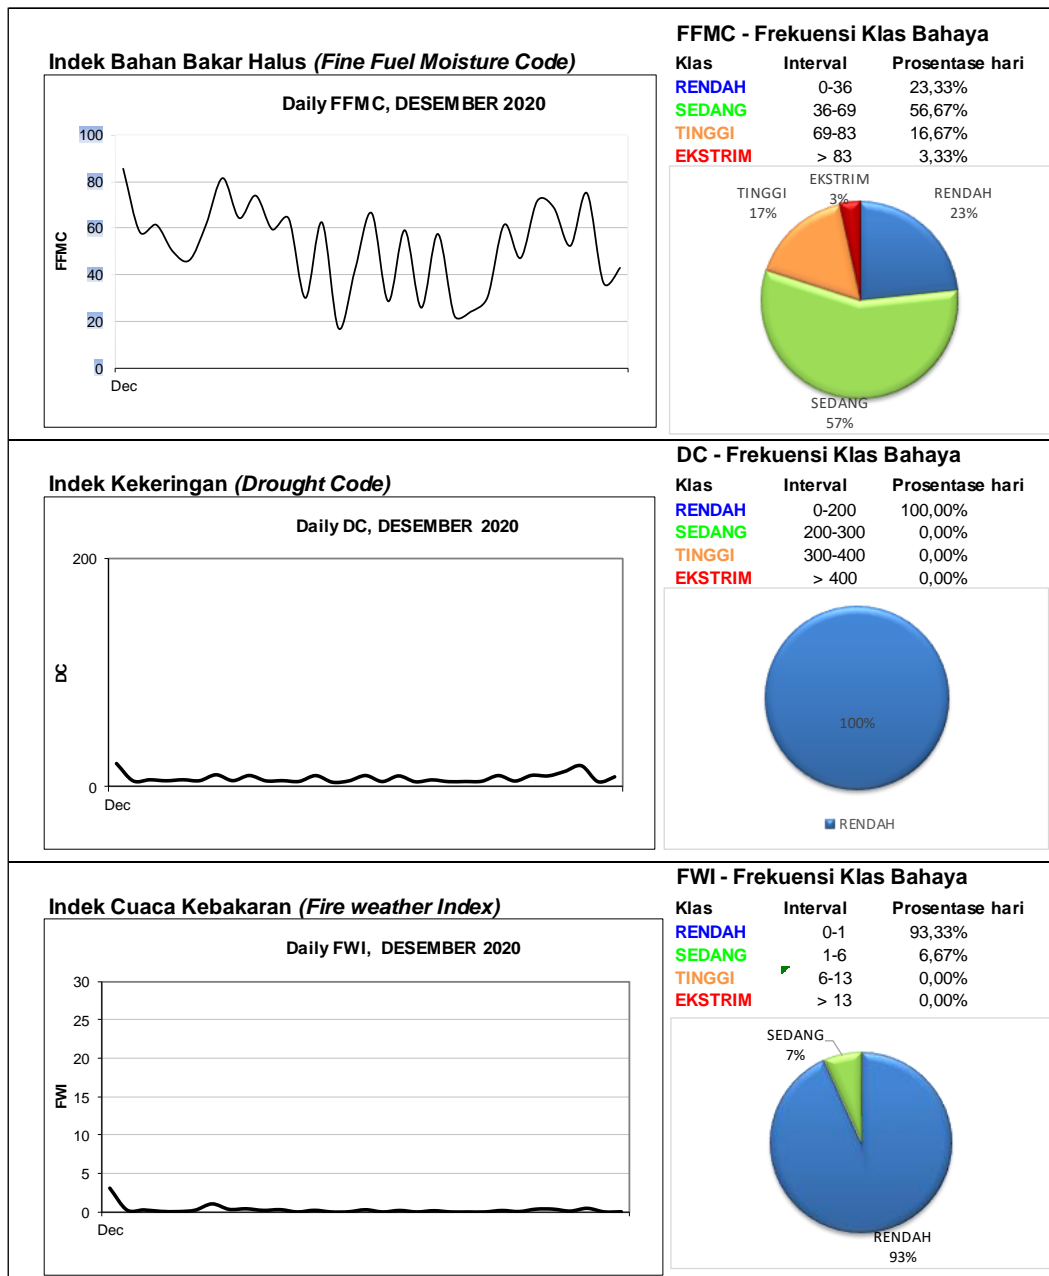 FFMC - Frekuensi Klas Bahaya
Indek Bahan Bakar Halus (Fine Fuel Moisture Code)
Klas Interval Prosentase hari
RENDAH 0-36 23,33%
SEDANG 36-69 56,67%
TINGGI 69-83 16,67%
EKSTRIM > 83 3,33%
Daily FFMC, DESEMBER 2020
100
80
60
40
20
0
FFMC
Dec
EKSTRIM
3%
TINGGI
17%
RENDAH
23%
SEDANG
57%
DC - Frekuensi Klas Bahaya
Indek Kekeringan (Drought Code)
Klas Interval Prosentase hari
RENDAH 0-200 100,00%
SEDANG 200-300 0,00%
TINGGI 300-400 0,00%
EKSTRIM > 400 0,00%
Daily DC, DESEMBER 2020
200
0
DC
Dec
100%
RENDAH
FWI - Frekuensi Klas Bahaya
Indek Cuaca Kebakaran (Fire weather Index)
Klas Interval Prosentase hari
RENDAH 0-1 93,33%
SEDANG 1-6 6,67%
TINGGI 6-13 0,00%
EKSTRIM > 13 0,00%
Daily FWI, DESEMBER 2020
30
25
20
15
10
5
0
FWI
Dec
SEDANG
7%
RENDAH
93%